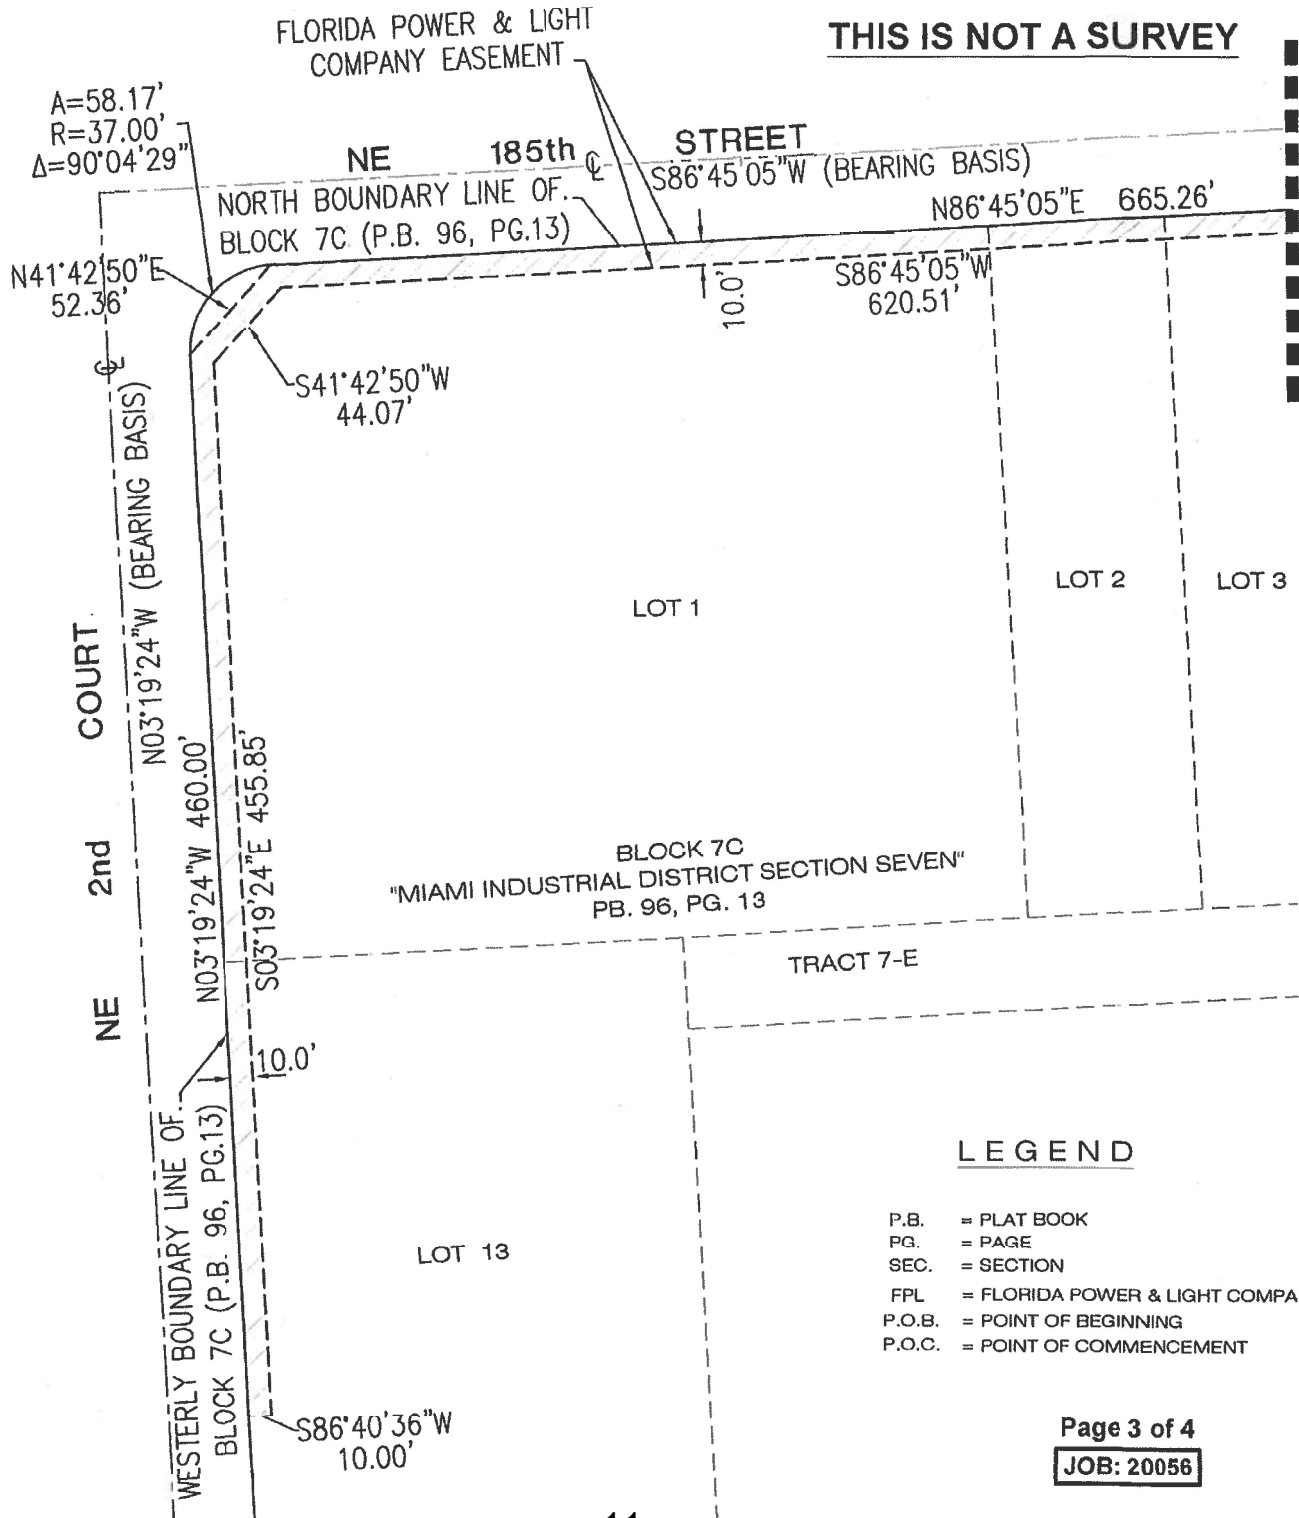 FLORIDA POWER & LIGHT
COMPANY EASEMENT
THIS IS NOT A SURVEY
A=58.17'
R=37.00'
Δ=90°04'29"
NE 185th ℄ STREET
S86°45'05"W (BEARING BASIS)
NORTH BOUNDARY LINE OF
BLOCK 7C (P.B. 96, PG.13)
N86°45'05"E 665.26'
N41°42'50"E
52.36'
S86°45'05"W
620.51'
10.0'
℄
S41°42'50"W
44.07'
N03°19'24"W (BEARING BASIS)
LOT 1
LOT 2
LOT 3
NE 2nd COURT
N03°19'24"W 460.00'
S03°19'24"E 455.85'
BLOCK 7C
"MIAMI INDUSTRIAL DISTRICT SECTION SEVEN"
PB. 96, PG. 13
TRACT 7-E
10.0'
WESTERLY BOUNDARY LINE OF
BLOCK 7C (P.B. 96, PG.13)
LOT 13
LEGEND
P.B. = PLAT BOOK
PG. = PAGE
SEC. = SECTION
FPL = FLORIDA POWER & LIGHT COMPA
P.O.B. = POINT OF BEGINNING
P.O.C. = POINT OF COMMENCEMENT
S86°40'36"W
10.00'
Page 3 of 4
JOB: 20056